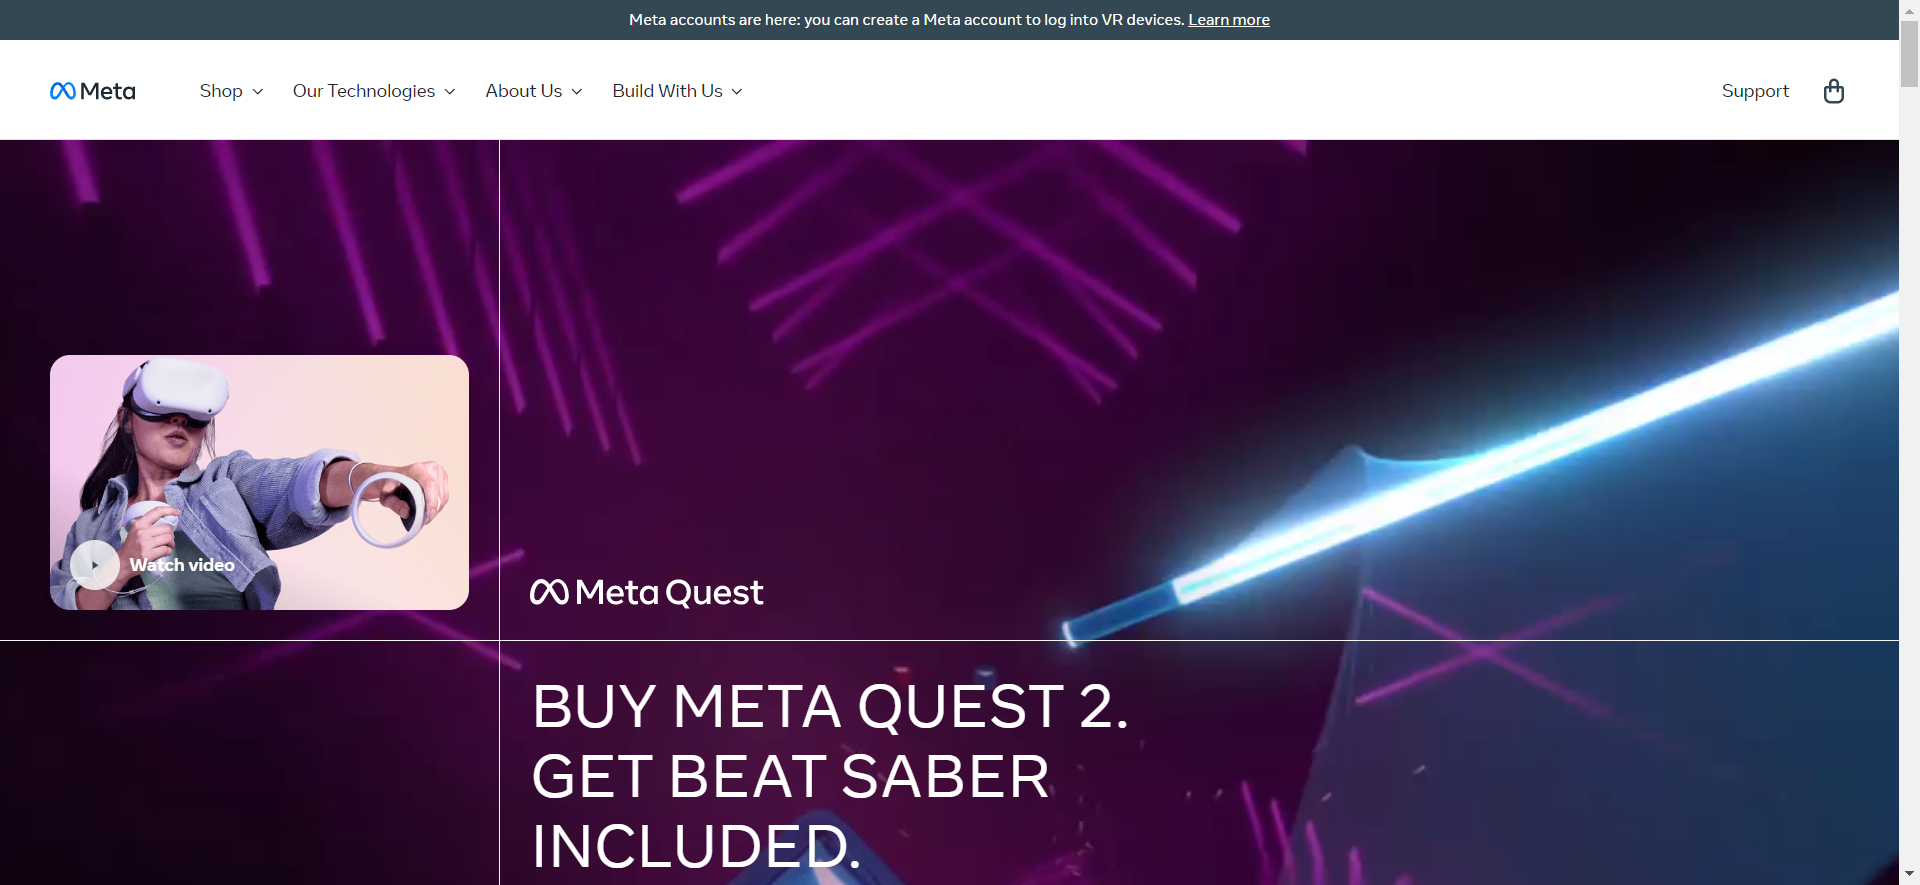 Meta accounts are here: you can create a Meta account to log into VR devices. Learn more
Meta
Shop
Our Technologies
About Us
Build With Us
Support
Watch video
Meta Quest
BUY META QUEST 2.
GET BEAT SABER
INCLUDED.